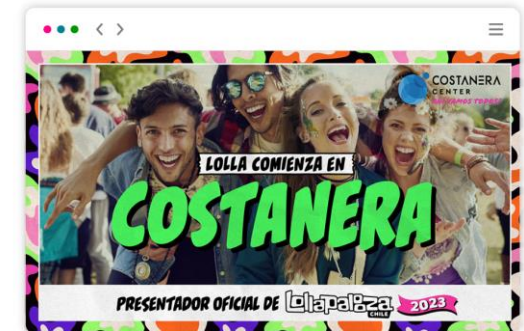 COSTANERA
CENTER
LOLLA COMIENZA EN
COSTANERA
PRESENTADOR OFICIAL DE Lollapalooza CHILE 2023